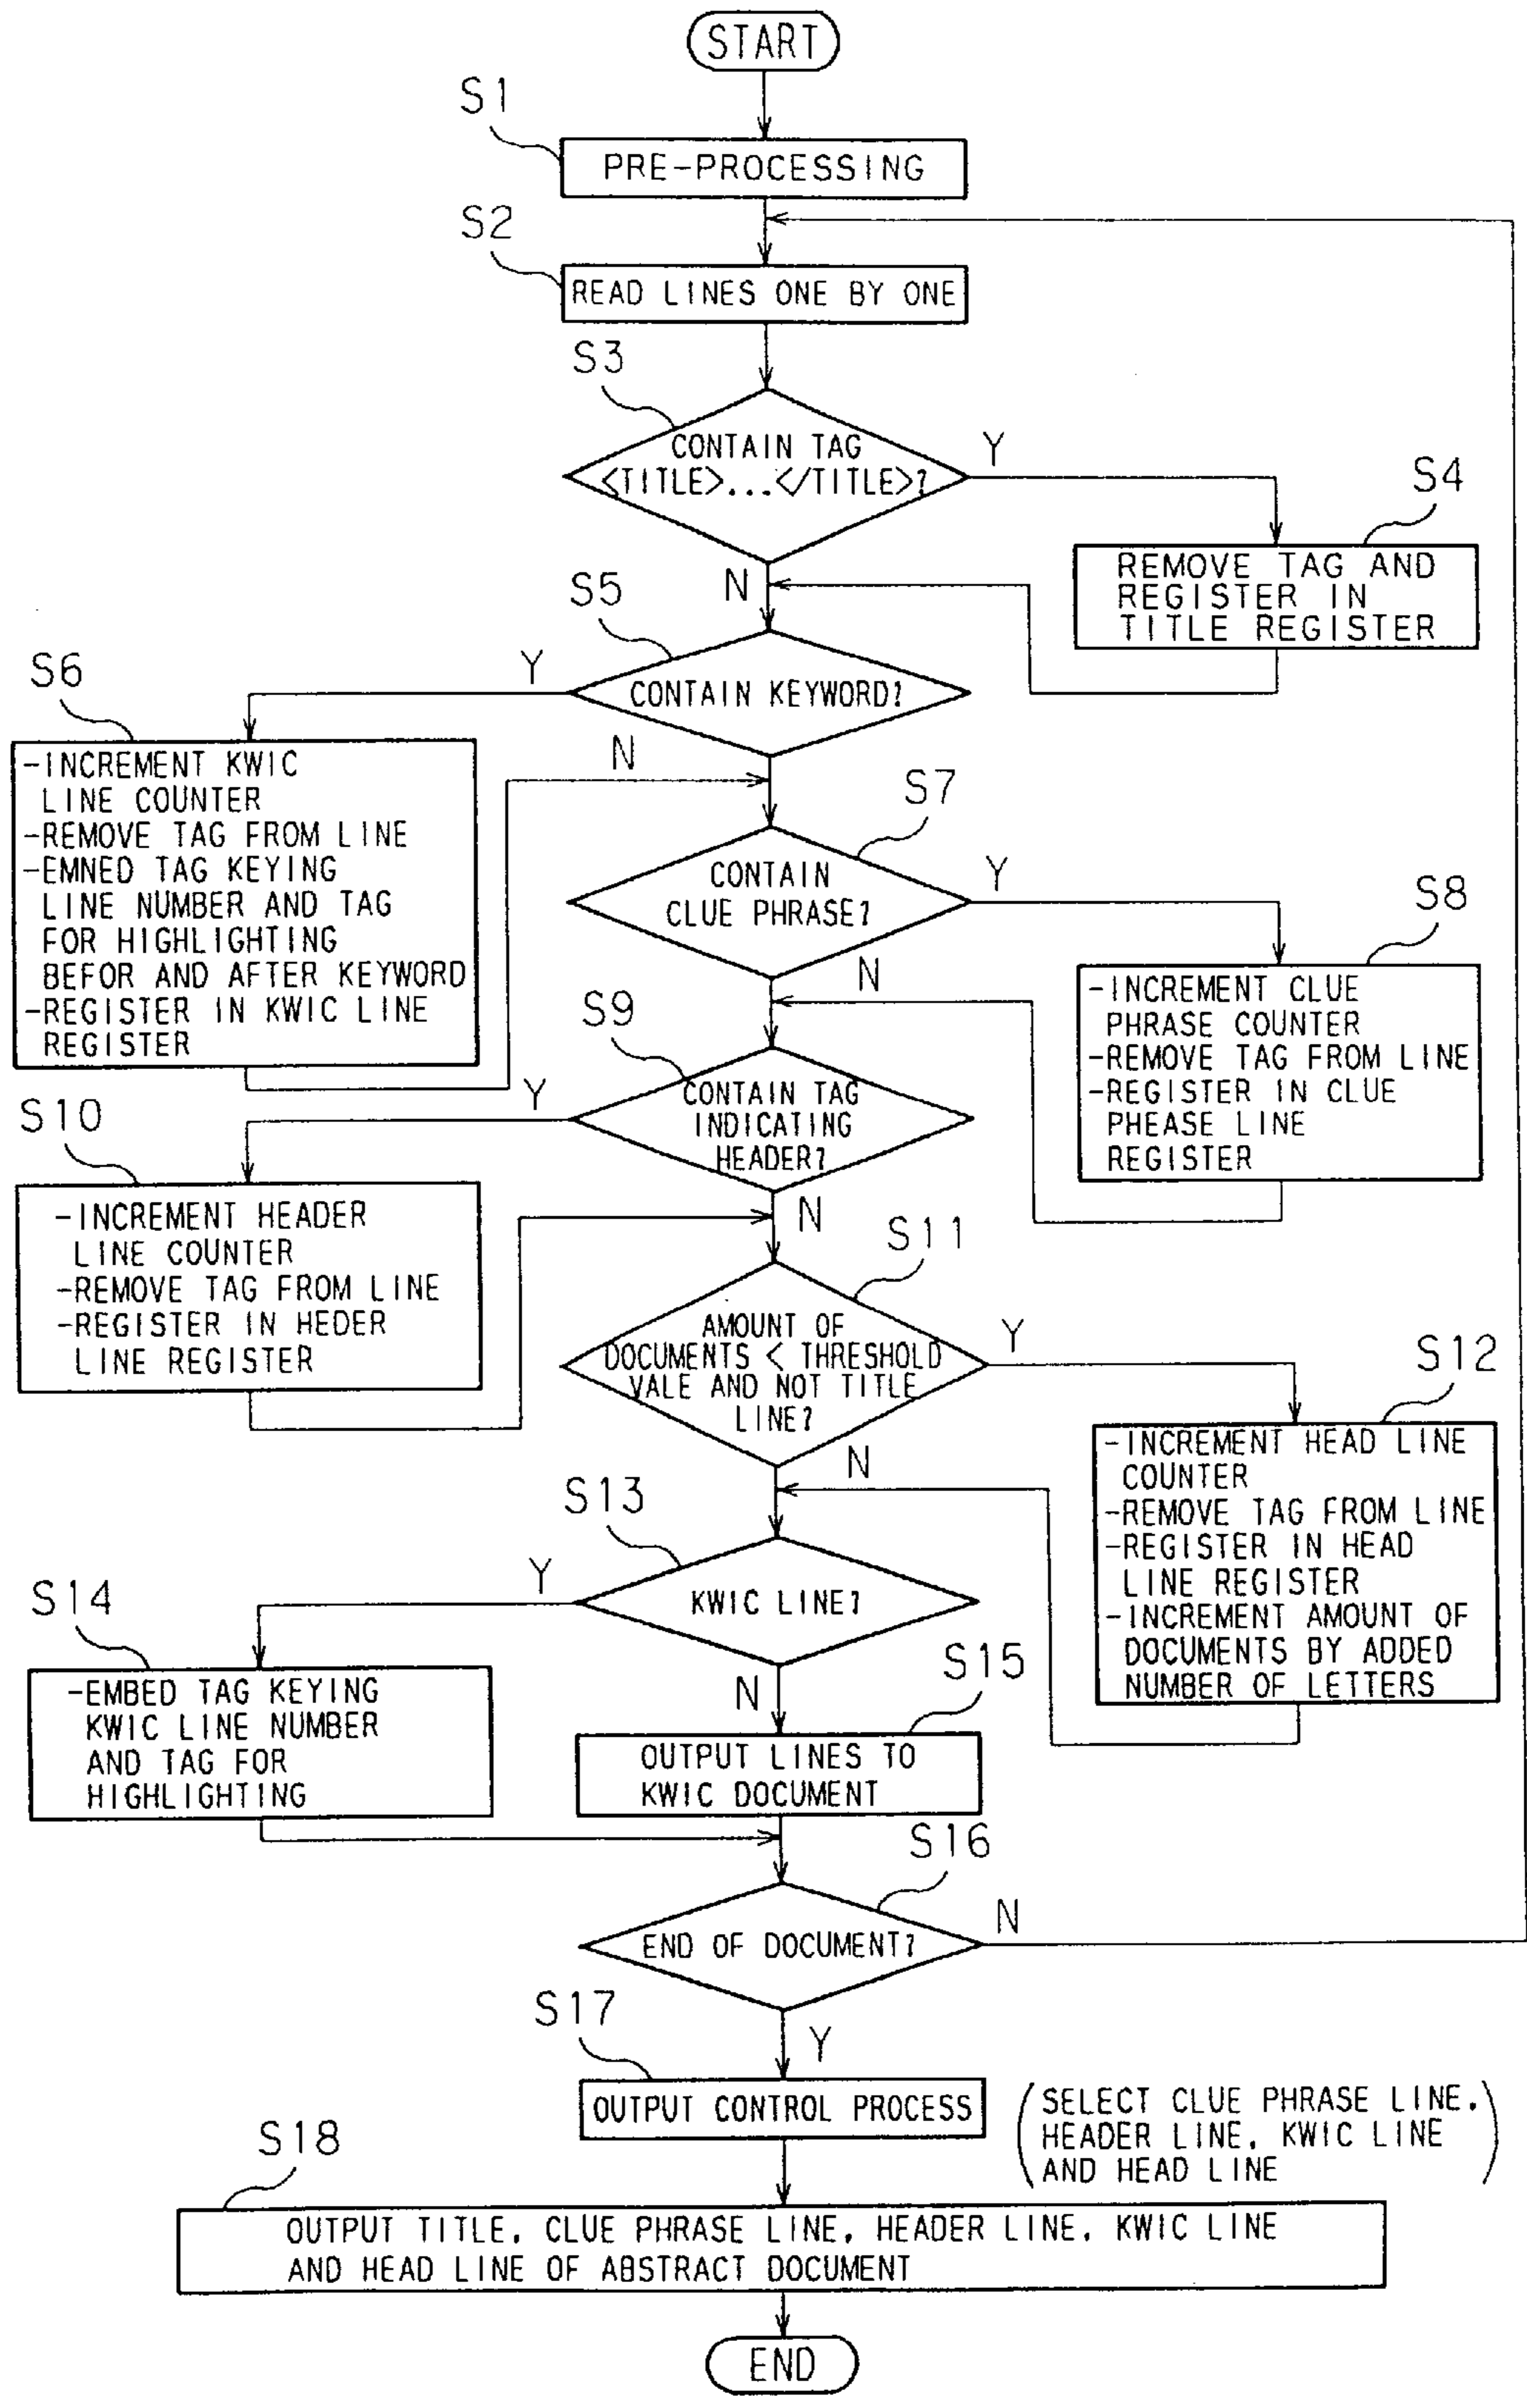 START
S1
PRE-PROCESSING
S2
READ LINES ONE BY ONE
S3
CONTAIN TAG
<TITLE>...</TITLE>?
Y
S4
REMOVE TAG AND
REGISTER IN
TITLE REGISTER
N
S5
CONTAIN KEYWORD?
Y
S6
-INCREMENT KWIC
LINE COUNTER
-REMOVE TAG FROM LINE
-EMNED TAG KEYING
LINE NUMBER AND TAG
FOR HIGHLIGHTING
BEFOR AND AFTER KEYWORD
-REGISTER IN KWIC LINE
REGISTER
N
S7
CONTAIN
CLUE PHRASE?
Y
S8
-INCREMENT CLUE
PHRASE COUNTER
-REMOVE TAG FROM LINE
-REGISTER IN CLUE
PHEASE LINE
REGISTER
N
S9
CONTAIN TAG
INDICATING
HEADER?
Y
S10
-INCREMENT HEADER
LINE COUNTER
-REMOVE TAG FROM LINE
-REGISTER IN HEDER
LINE REGISTER
N
S11
AMOUNT OF
DOCUMENTS < THRESHOLD
VALE AND NOT TITLE
LINE?
Y
S12
-INCREMENT HEAD LINE
COUNTER
-REMOVE TAG FROM LINE
-REGISTER IN HEAD
LINE REGISTER
-INCREMENT AMOUNT OF
DOCUMENTS BY ADDED
NUMBER OF LETTERS
N
S13
KWIC LINE?
Y
S14
-EMBED TAG KEYING
KWIC LINE NUMBER
AND TAG FOR
HIGHLIGHTING
N
S15
OUTPUT LINES TO
KWIC DOCUMENT
S16
END OF DOCUMENT?
N
Y
S17
OUTPUT CONTROL PROCESS
(SELECT CLUE PHRASE LINE,
HEADER LINE, KWIC LINE
AND HEAD LINE)
S18
OUTPUT TITLE, CLUE PHRASE LINE, HEADER LINE, KWIC LINE
AND HEAD LINE OF ABSTRACT DOCUMENT
END